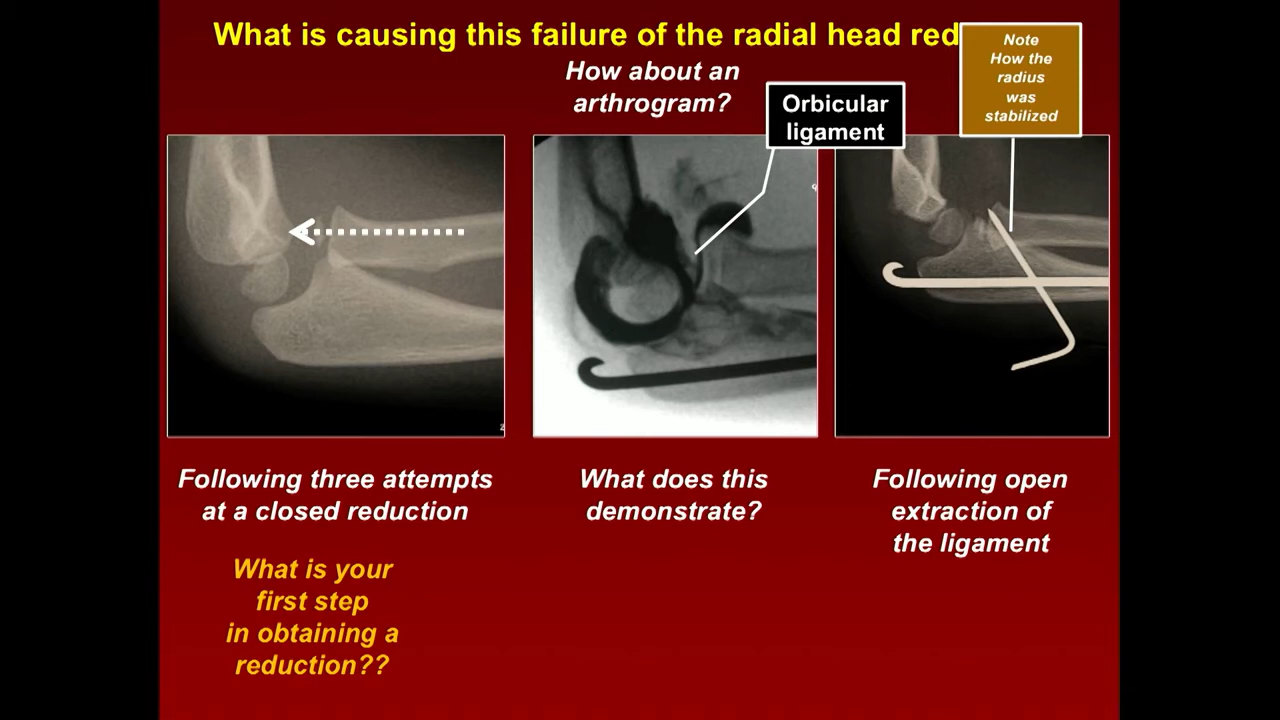 What is causing this failure of the radial head red
How about an
arthrogram?
Note
How the
radius
was
stabilized
Orbicular
ligament
Following three attempts
at a closed reduction
What does this
demonstrate?
Following open
extraction of
the ligament
What is your
first step
in obtaining a
reduction??